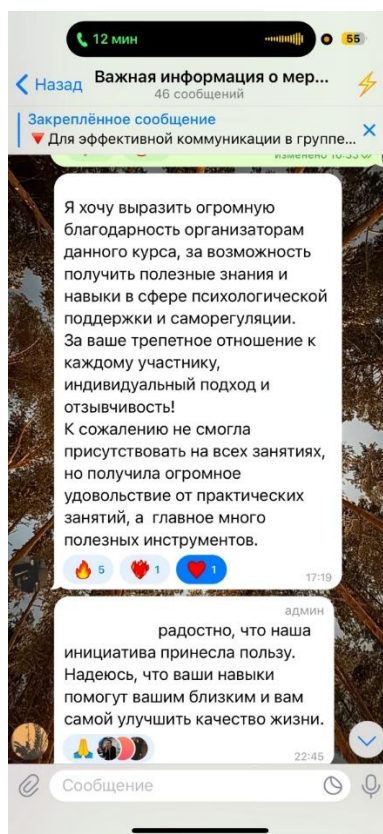 12 мин
55
Назад
Важная информация о мер...
46 сообщений
Закреплённое сообщение
Для эффективной коммуникации в группе...
изменено 16:53
Я хочу выразить огромную
благодарность организаторам
данного курса, за возможность
получить полезные знания и
навыки в сфере психологической
поддержки и саморегуляции.
За ваше трепетное отношение к
каждому участнику,
индивидуальный подход и
отзывчивость!
К сожалению не смогла
присутствовать на всех занятиях,
но получила огромное
удовольствие от практических
занятий, а главное много
полезных инструментов.
5 1 1
17:19
админ
радостно, что наша
инициатива принесла пользу.
Надеюсь, что ваши навыки
помогут вашим близким и вам
самой улучшить качество жизни.
22:45
Сообщение